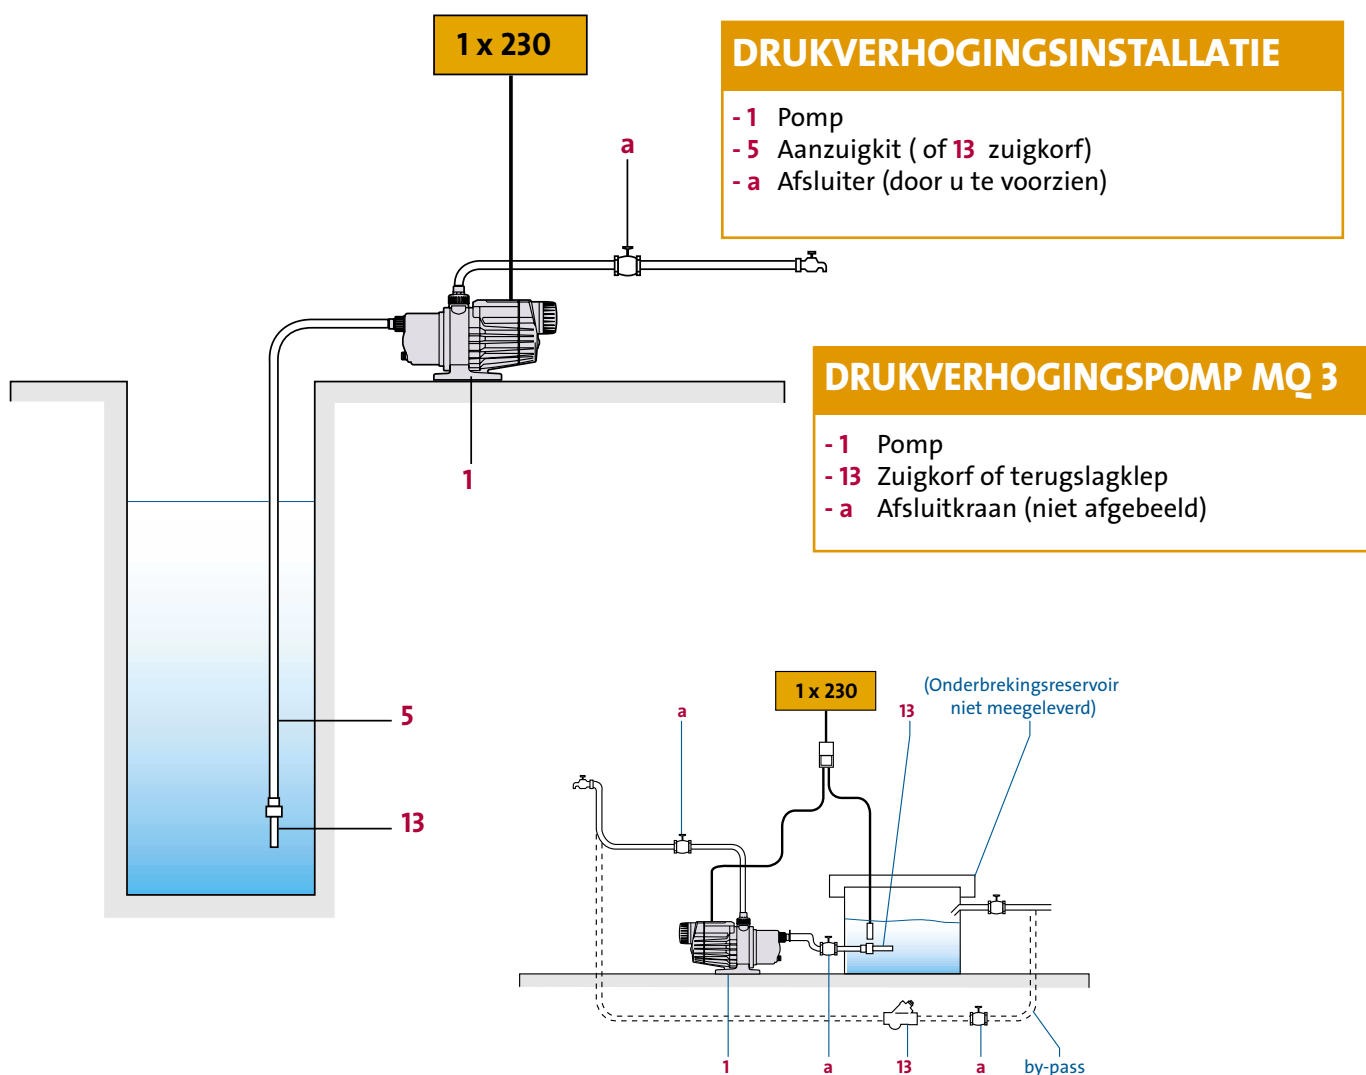 1 x 230
DRUKVERHOGINGSINSTALLATIE
- 1 Pomp
- 5 Aanzuigkit ( of 13 zuigkorf)
- a Afsluiter (door u te voorzien)
a
1
5
13
DRUKVERHOGINGSPOMP MQ 3
- 1 Pomp
- 13 Zuigkorf of terugslagklep
- a Afsluitkraan (niet afgebeeld)
1 x 230
(Onderbrekingsreservoir
niet meegeleverd)
a
13
1
a
13
a
by-pass